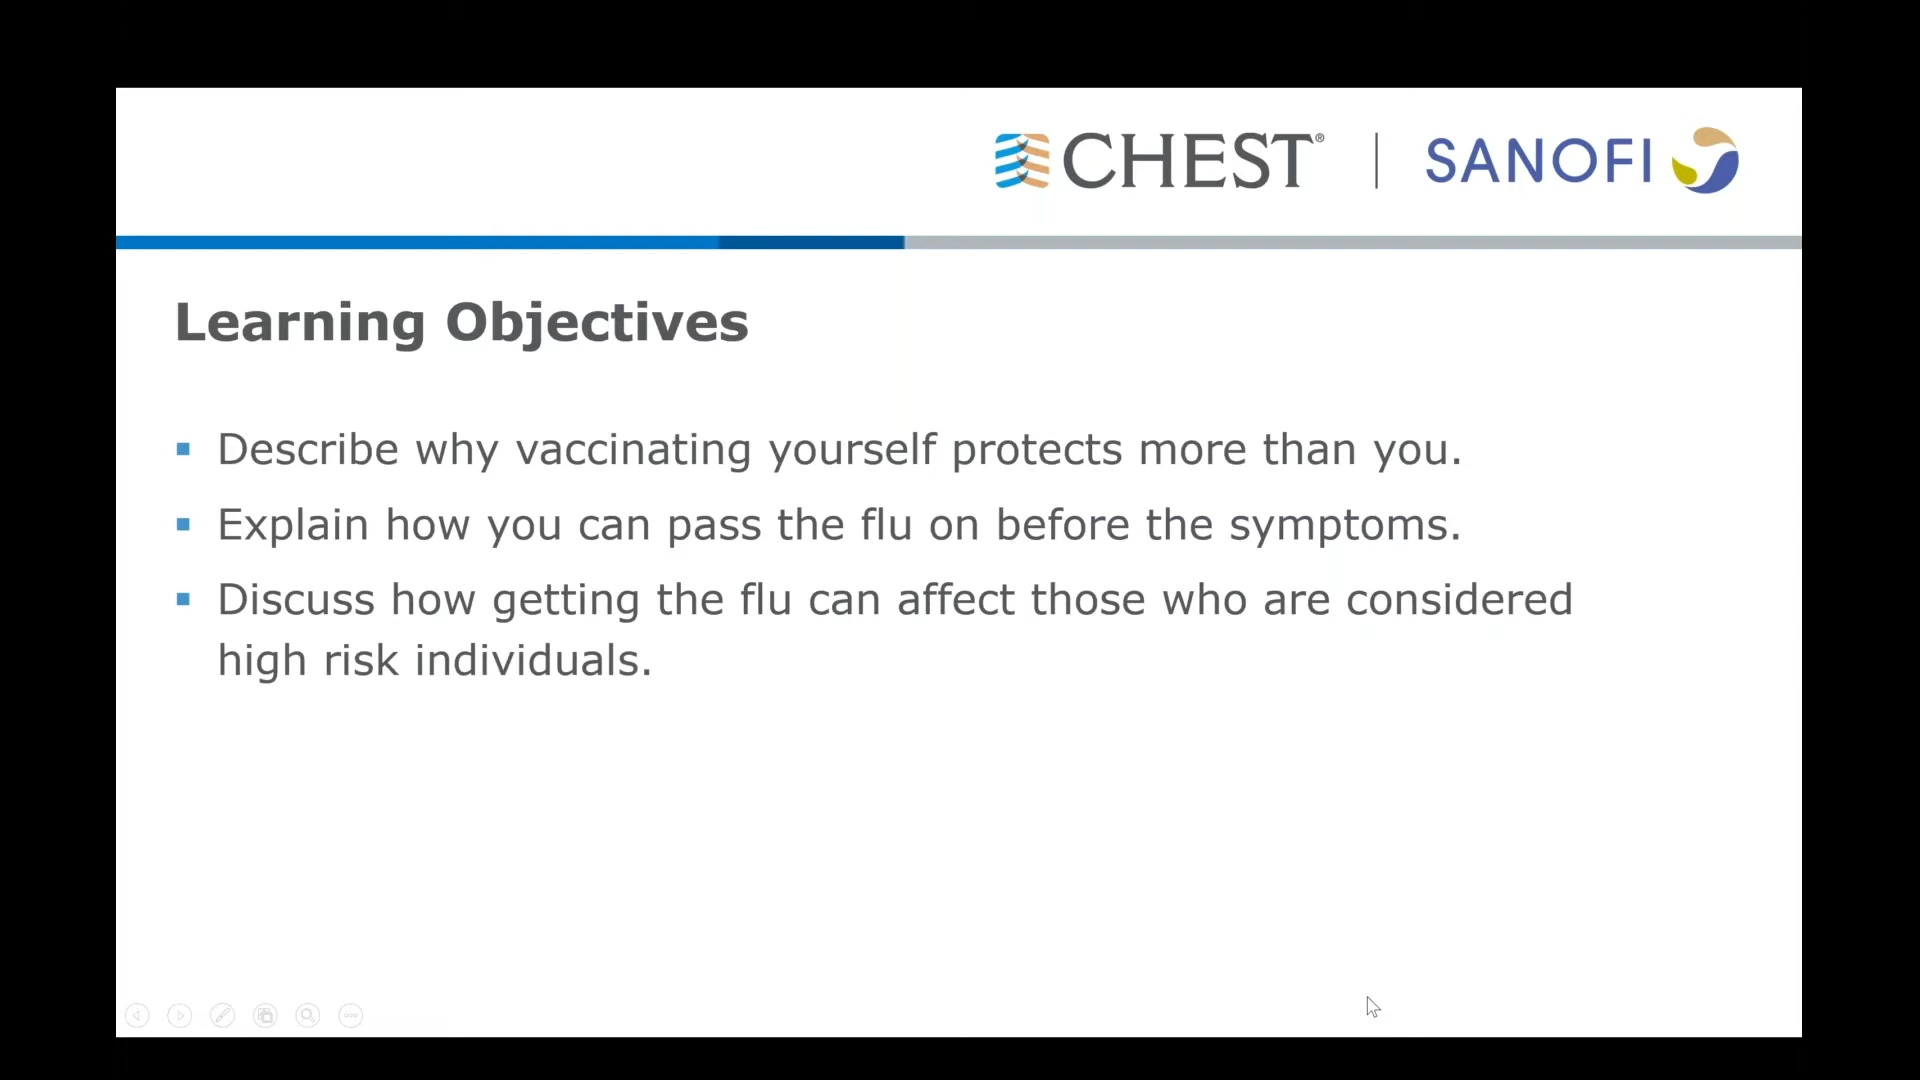 CHEST® | SANOFI
Learning Objectives
▪ Describe why vaccinating yourself protects more than you.
▪ Explain how you can pass the flu on before the symptoms.
▪ Discuss how getting the flu can affect those who are considered
high risk individuals.